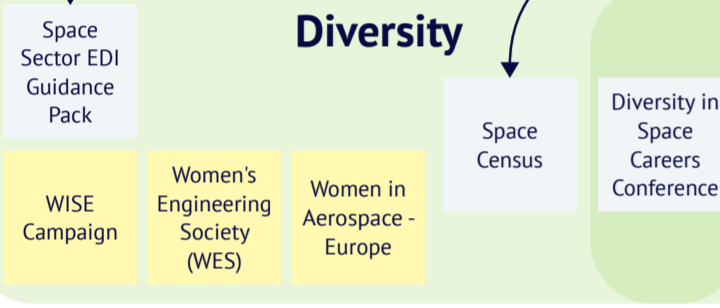 Diversity
Space
Sector EDI
Guidance
Pack
Space
Census
Diversity in
Space
Careers
Conference
WISE
Campaign
Women's
Engineering
Society
(WES)
Women in
Aerospace -
Europe